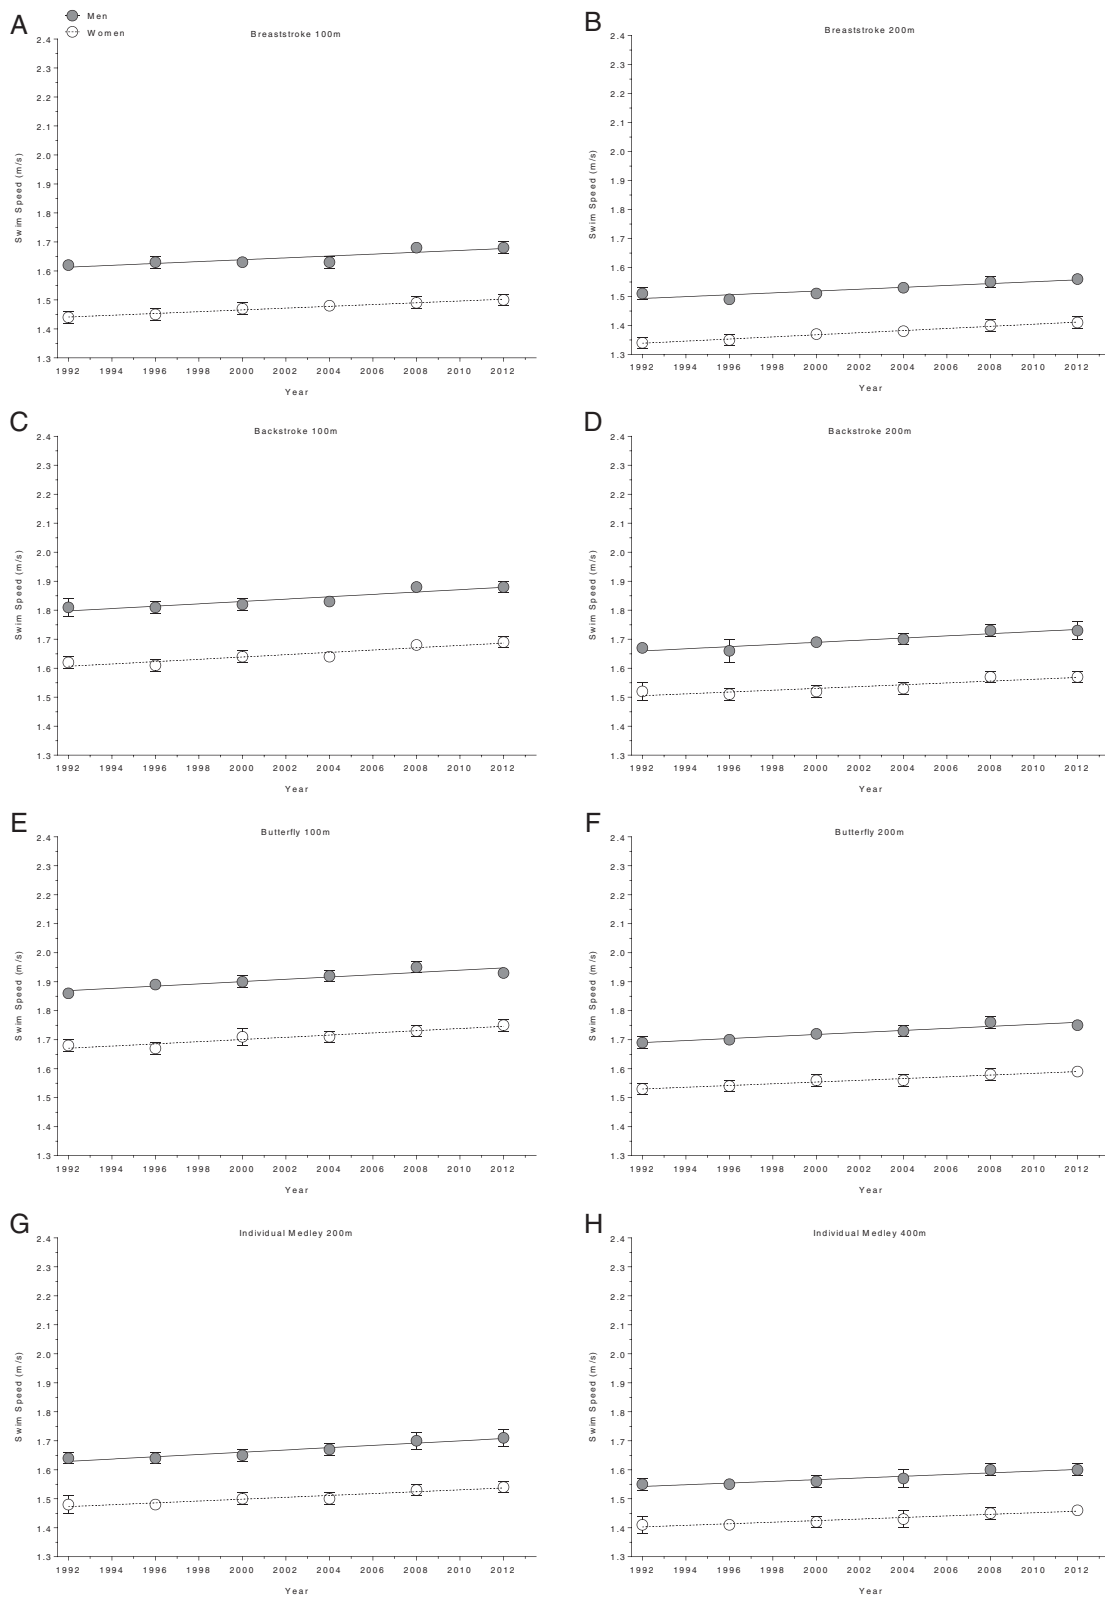 A
Men
Women
Breaststroke 100m
2.4
2.3
2.2
2.1
2.0
1.9
1.8
1.7
1.6
1.5
1.4
1.3
Swim Speed (m/s)
1992 1994 1996 1998 2000 2002 2004 2006 2008 2010 2012
Year
B
Breaststroke 200m
2.4
2.3
2.2
2.1
2.0
1.9
1.8
1.7
1.6
1.5
1.4
1.3
Swim Speed (m/s)
1992 1994 1996 1998 2000 2002 2004 2006 2008 2010 2012
Year
C
Backstroke 100m
2.4
2.3
2.2
2.1
2.0
1.9
1.8
1.7
1.6
1.5
1.4
1.3
Swim Speed (m/s)
1992 1994 1996 1998 2000 2002 2004 2006 2008 2010 2012
Year
D
Backstroke 200m
2.4
2.3
2.2
2.1
2.0
1.9
1.8
1.7
1.6
1.5
1.4
1.3
Swim Speed (m/s)
1992 1994 1996 1998 2000 2002 2004 2006 2008 2010 2012
Year
E
Butterfly 100m
2.4
2.3
2.2
2.1
2.0
1.9
1.8
1.7
1.6
1.5
1.4
1.3
Swim Speed (m/s)
1992 1994 1996 1998 2000 2002 2004 2006 2008 2010 2012
Year
F
Butterfly 200m
2.4
2.3
2.2
2.1
2.0
1.9
1.8
1.7
1.6
1.5
1.4
1.3
Swim Speed (m/s)
1992 1994 1996 1998 2000 2002 2004 2006 2008 2010 2012
Year
G
Individual Medley 200m
2.4
2.3
2.2
2.1
2.0
1.9
1.8
1.7
1.6
1.5
1.4
1.3
Swim Speed (m/s)
1992 1994 1996 1998 2000 2002 2004 2006 2008 2010 2012
Year
H
Individual Medley 400m
2.4
2.3
2.2
2.1
2.0
1.9
1.8
1.7
1.6
1.5
1.4
1.3
Swim Speed (m/s)
1992 1994 1996 1998 2000 2002 2004 2006 2008 2010 2012
Year